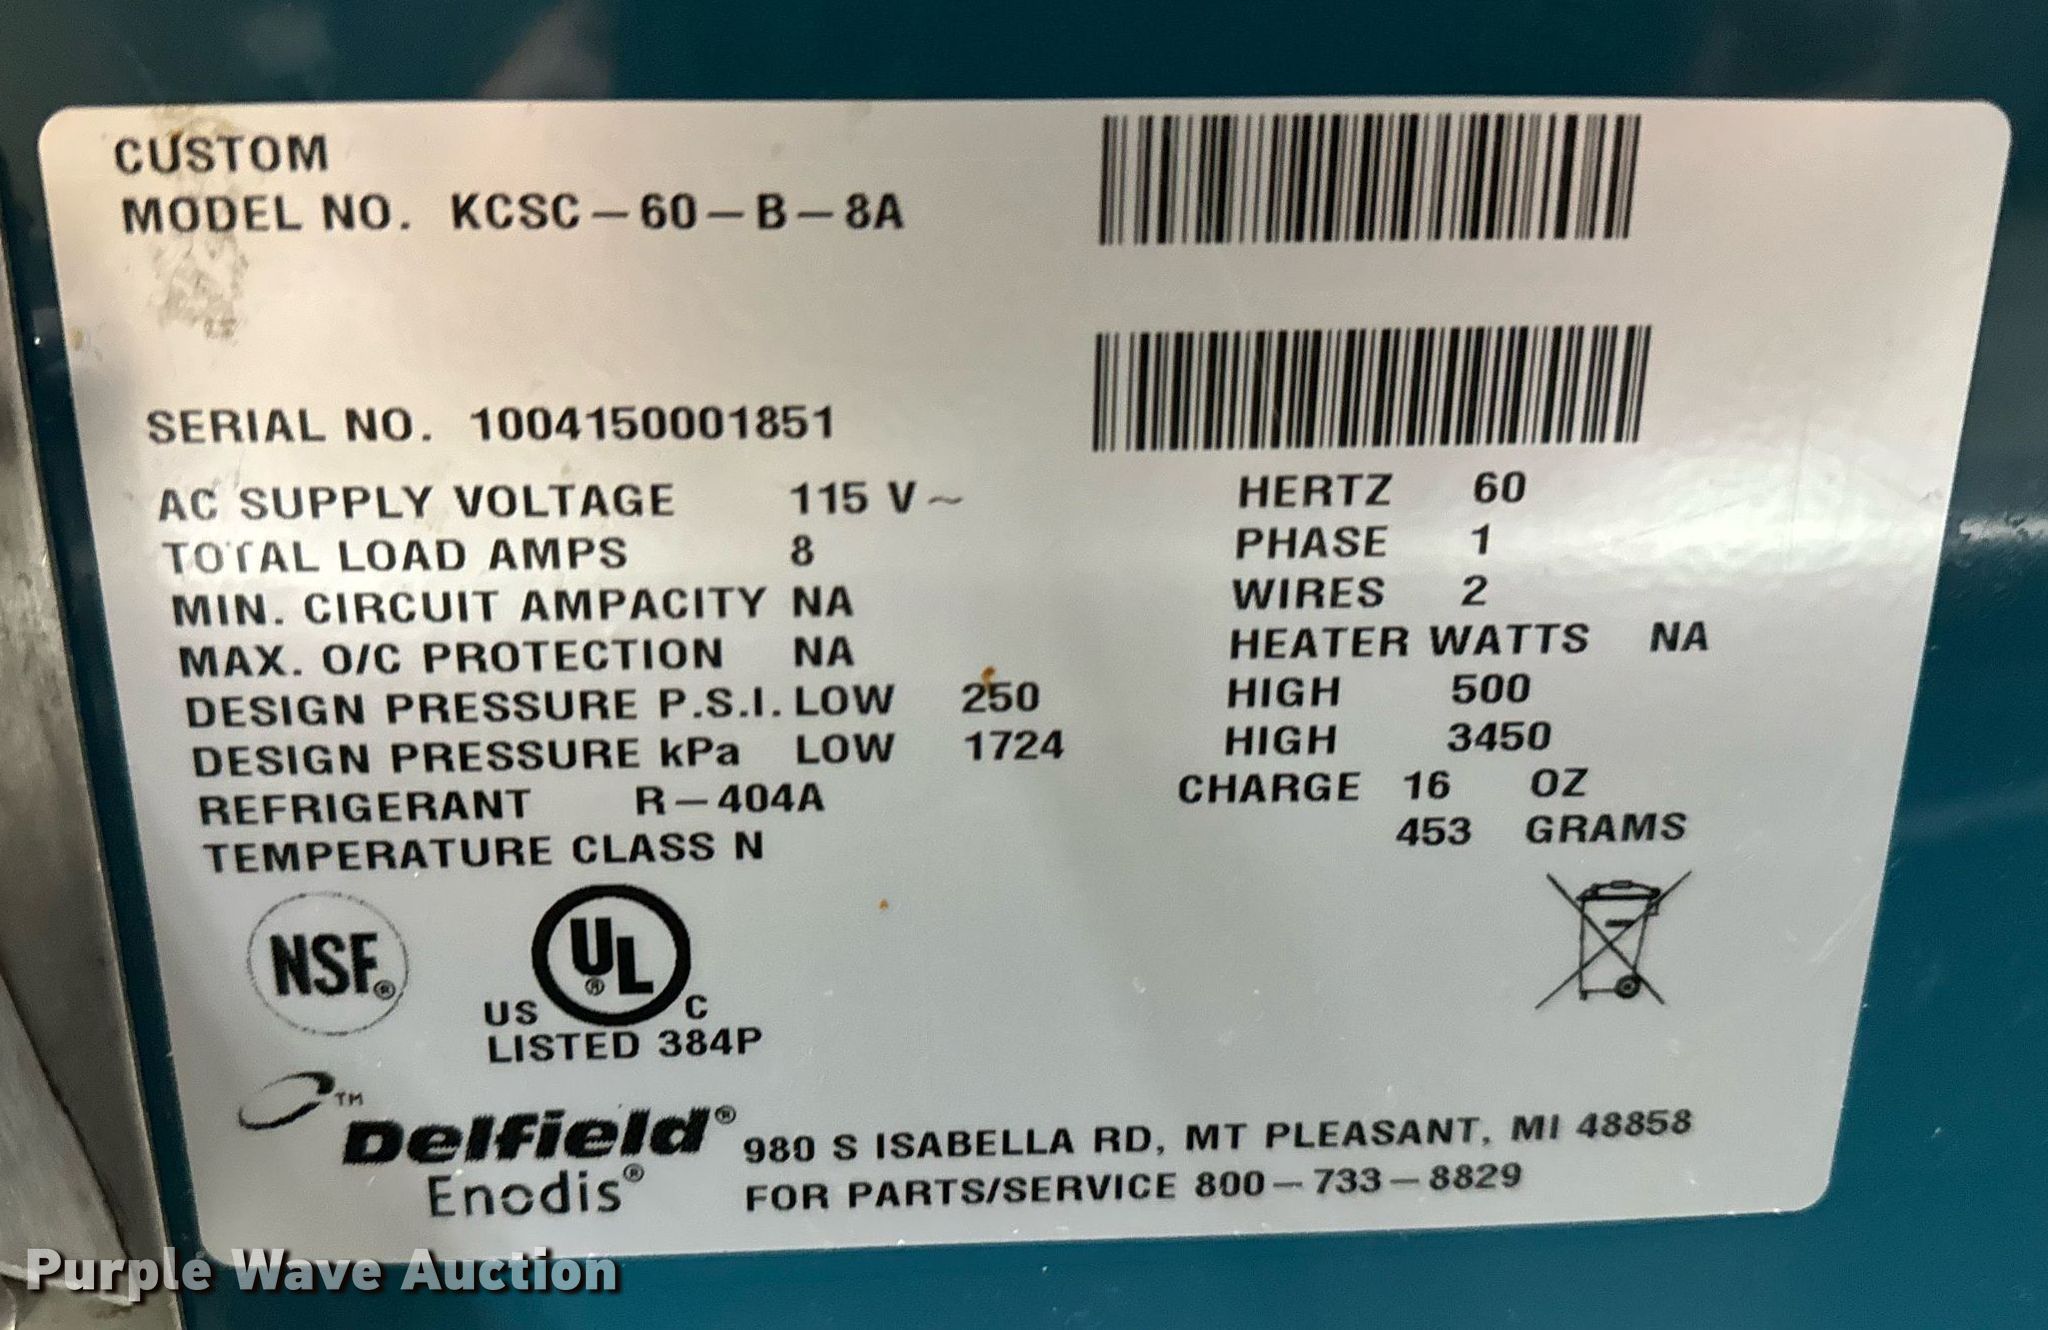 CUSTOM
MODEL NO. KCSC-60-B-8A
SERIAL NO. 1004150001851
AC SUPPLY VOLTAGE 115 V~ HERTZ 60
TOTAL LOAD AMPS 8 PHASE 1
MIN. CIRCUIT AMPACITY NA WIRES 2
MAX. O/C PROTECTION NA HEATER WATTS NA
DESIGN PRESSURE P.S.I. LOW 250 HIGH 500
DESIGN PRESSURE kPa LOW 1724 HIGH 3450
REFRIGERANT R-404A CHARGE 16 OZ
453 GRAMS
TEMPERATURE CLASS N
NSF®
UL®
US C
LISTED 384P
™
Delfield®
Enodis®
980 S ISABELLA RD, MT PLEASANT, MI 48858
FOR PARTS/SERVICE 800-733-8829
Purple Wave Auction